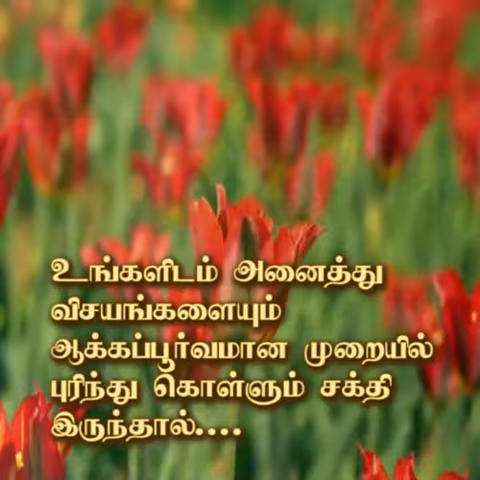 உங்களிடம் அனைத்து
விசயங்களையும்
ஆக்கப்பூர்வமான முறையில்
புரிந்து கொள்ளும் சக்தி
இருந்தால்....